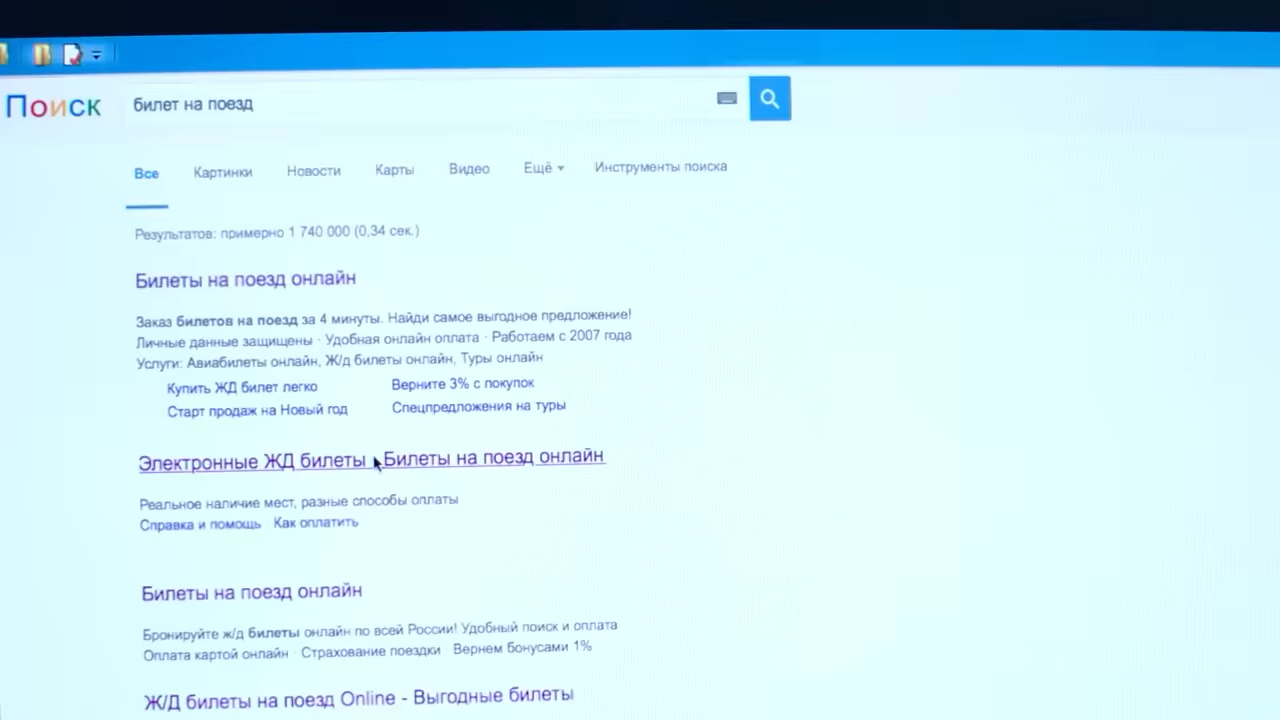 Поиск
билет на поезд
Все Картинки Новости Карты Видео Ещё Инструменты поиска
Результатов: примерно 1 740 000 (0,34 сек.)
Билеты на поезд онлайн
Заказ билетов на поезд за 4 минуты. Найди самое выгодное предложение!
Личные данные защищены · Удобная онлайн оплата · Работаем с 2007 года
Услуги: Авиабилеты онлайн, Ж/д билеты онлайн, Туры онлайн
Купить ЖД билет легко Верните 3% с покупок
Старт продаж на Новый год Спецпредложения на туры
Электронные ЖД билеты Билеты на поезд онлайн
Реальное наличие мест, разные способы оплаты
Справка и помощь · Как оплатить
Билеты на поезд онлайн
Бронируйте ж/д билеты онлайн по всей России! Удобный поиск и оплата
Оплата картой онлайн · Страхование поездки · Вернем бонусами 1%
Ж/Д билеты на поезд Online - Выгодные билеты